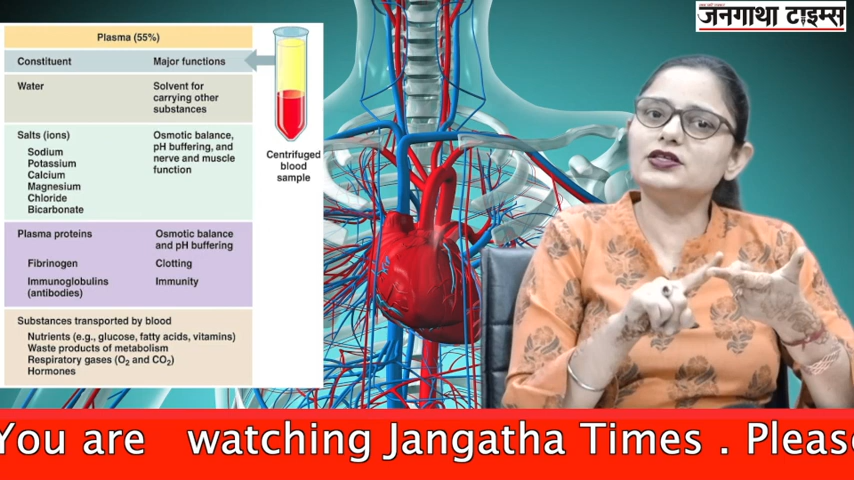 जनगाथा टाइम्स
Plasma (55%)
Constituent Major functions
Water Solvent for
carrying other
substances
Salts (ions) Osmotic balance,
pH buffering, and
nerve and muscle
function
Sodium
Potassium
Calcium
Magnesium
Chloride
Bicarbonate
Plasma proteins Osmotic balance
and pH buffering
Fibrinogen Clotting
Immunoglobulins Immunity
(antibodies)
Substances transported by blood
Nutrients (e.g., glucose, fatty acids, vitamins)
Waste products of metabolism
Respiratory gases (O₂ and CO₂)
Hormones
Centrifuged
blood
sample
You are watching Jangatha Times . Please